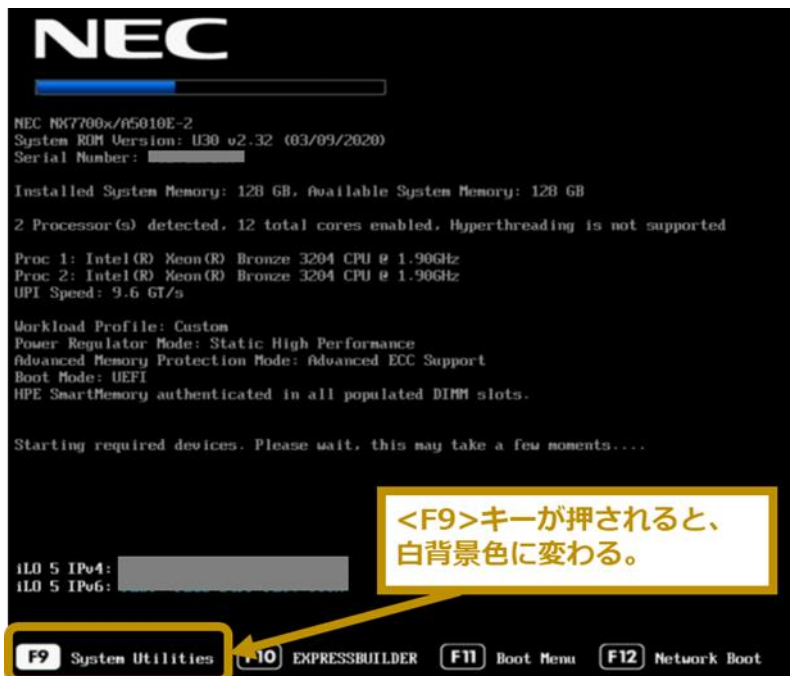 NEC
NEC NX7700x/A5010E-2
System ROM Version: U30 v2.32 (03/09/2020)
Serial Number:
Installed System Memory: 128 GB, Available System Memory: 128 GB
2 Processor(s) detected, 12 total cores enabled, Hyperthreading is not supported
Proc 1: Intel(R) Xeon(R) Bronze 3204 CPU @ 1.90GHz
Proc 2: Intel(R) Xeon(R) Bronze 3204 CPU @ 1.90GHz
UPI Speed: 9.6 GT/s
Workload Profile: Custom
Power Regulator Mode: Static High Performance
Advanced Memory Protection Mode: Advanced ECC Support
Boot Mode: UEFI
HPE SmartMemory authenticated in all populated DIMM slots.
Starting required devices. Please wait, this may take a few moments....
<F9>キーが押されると、
白背景色に変わる。
iLO 5 IPv4:
iLO 5 IPv6:
F9 System Utilities F10 EXPRESSBUILDER F11 Boot Menu F12 Network Boot